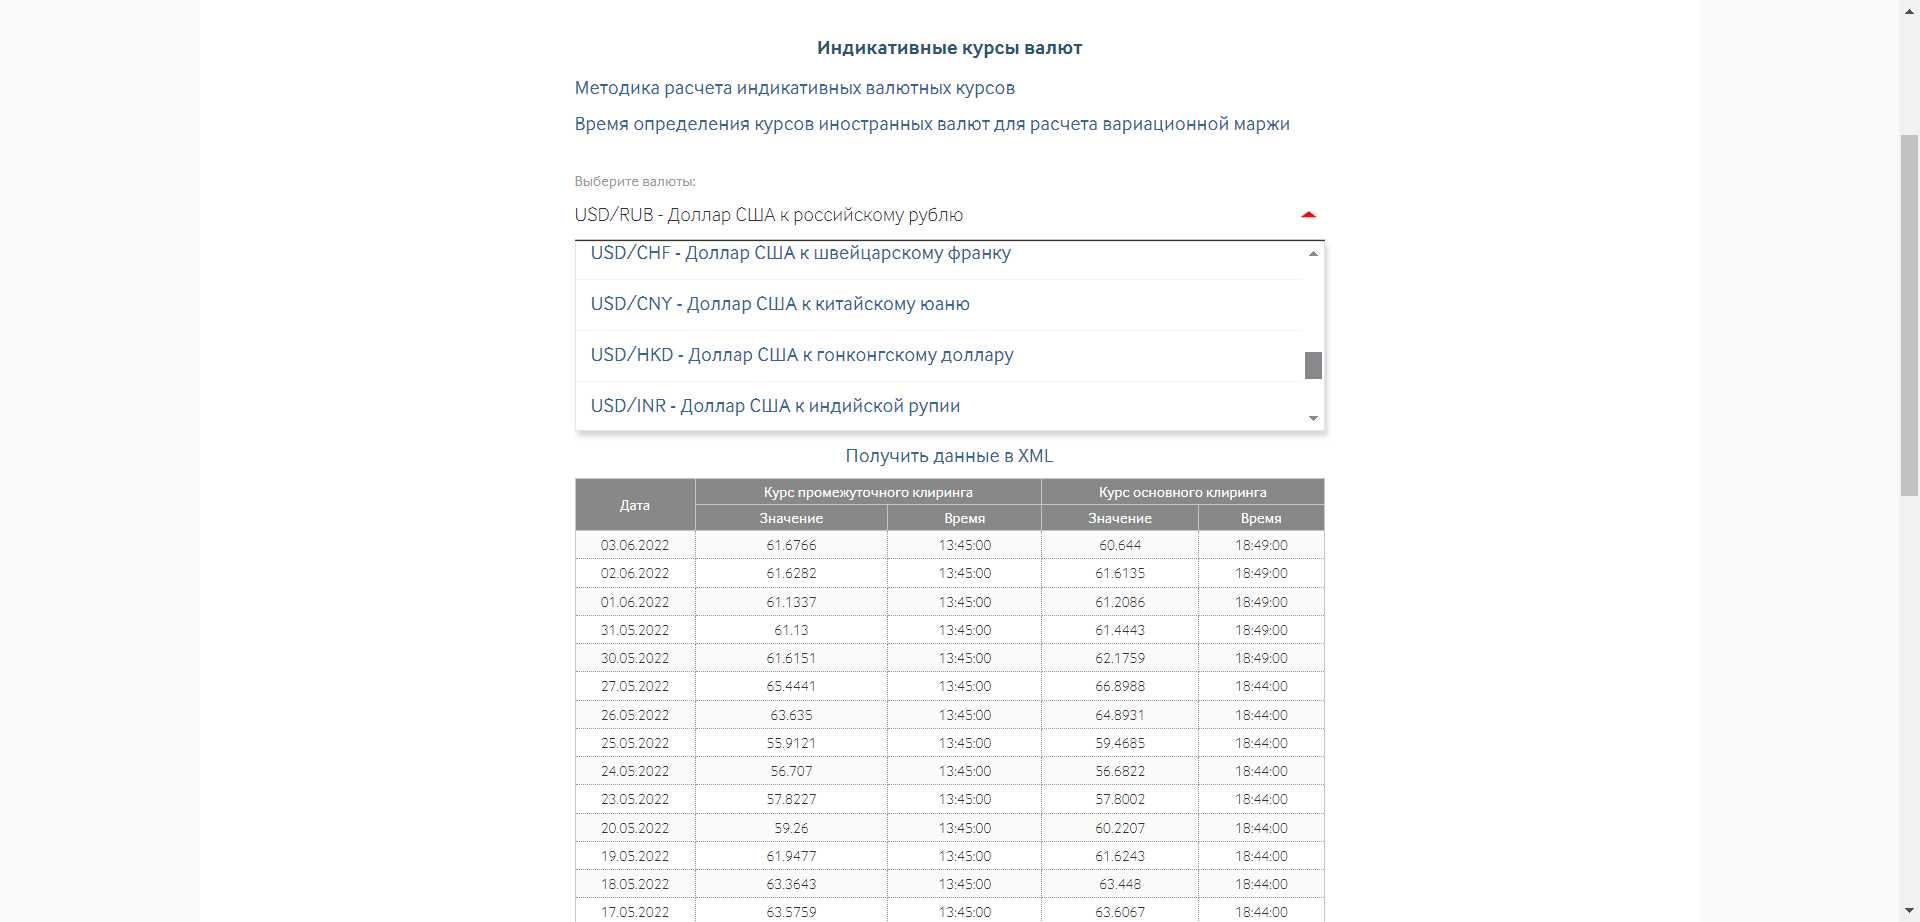 Индикативные курсы валют
Методика расчета индикативных валютных курсов
Время определения курсов иностранных валют для расчета вариационной маржи
Выберите валюты:
USD/RUB - Доллар США к российскому рублю
USD/CHF - Доллар США к швейцарскому франку
USD/CNY - Доллар США к китайскому юаню
USD/HKD - Доллар США к гонконгскому доллару
USD/INR - Доллар США к индийской рупии
Получить данные в XML
Дата Курс промежуточного клиринга Курс основного клиринга
Значение Время Значение Время
03.06.2022 61.6766 13:45:00 60.644 18:49:00
02.06.2022 61.6282 13:45:00 61.6135 18:49:00
01.06.2022 61.1337 13:45:00 61.2086 18:49:00
31.05.2022 61.13 13:45:00 61.4443 18:49:00
30.05.2022 61.6151 13:45:00 62.1759 18:49:00
27.05.2022 65.4441 13:45:00 66.8988 18:44:00
26.05.2022 63.635 13:45:00 64.8931 18:44:00
25.05.2022 55.9121 13:45:00 59.4685 18:44:00
24.05.2022 56.707 13:45:00 56.6822 18:44:00
23.05.2022 57.8227 13:45:00 57.8002 18:44:00
20.05.2022 59.26 13:45:00 60.2207 18:44:00
19.05.2022 61.9477 13:45:00 61.6243 18:44:00
18.05.2022 63.3643 13:45:00 63.448 18:44:00
17.05.2022 63.5759 13:45:00 63.6067 18:44:00